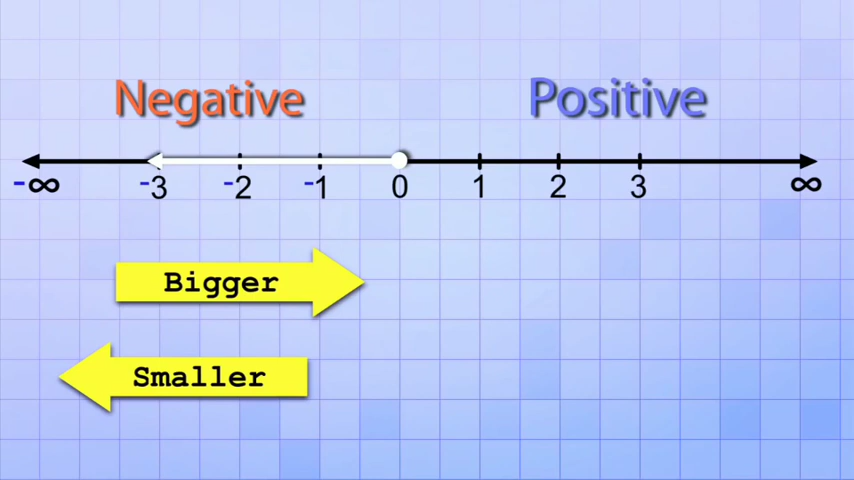 Negative Positive
-∞ -3 -2 -1 0 1 2 3 ∞
Bigger
Smaller